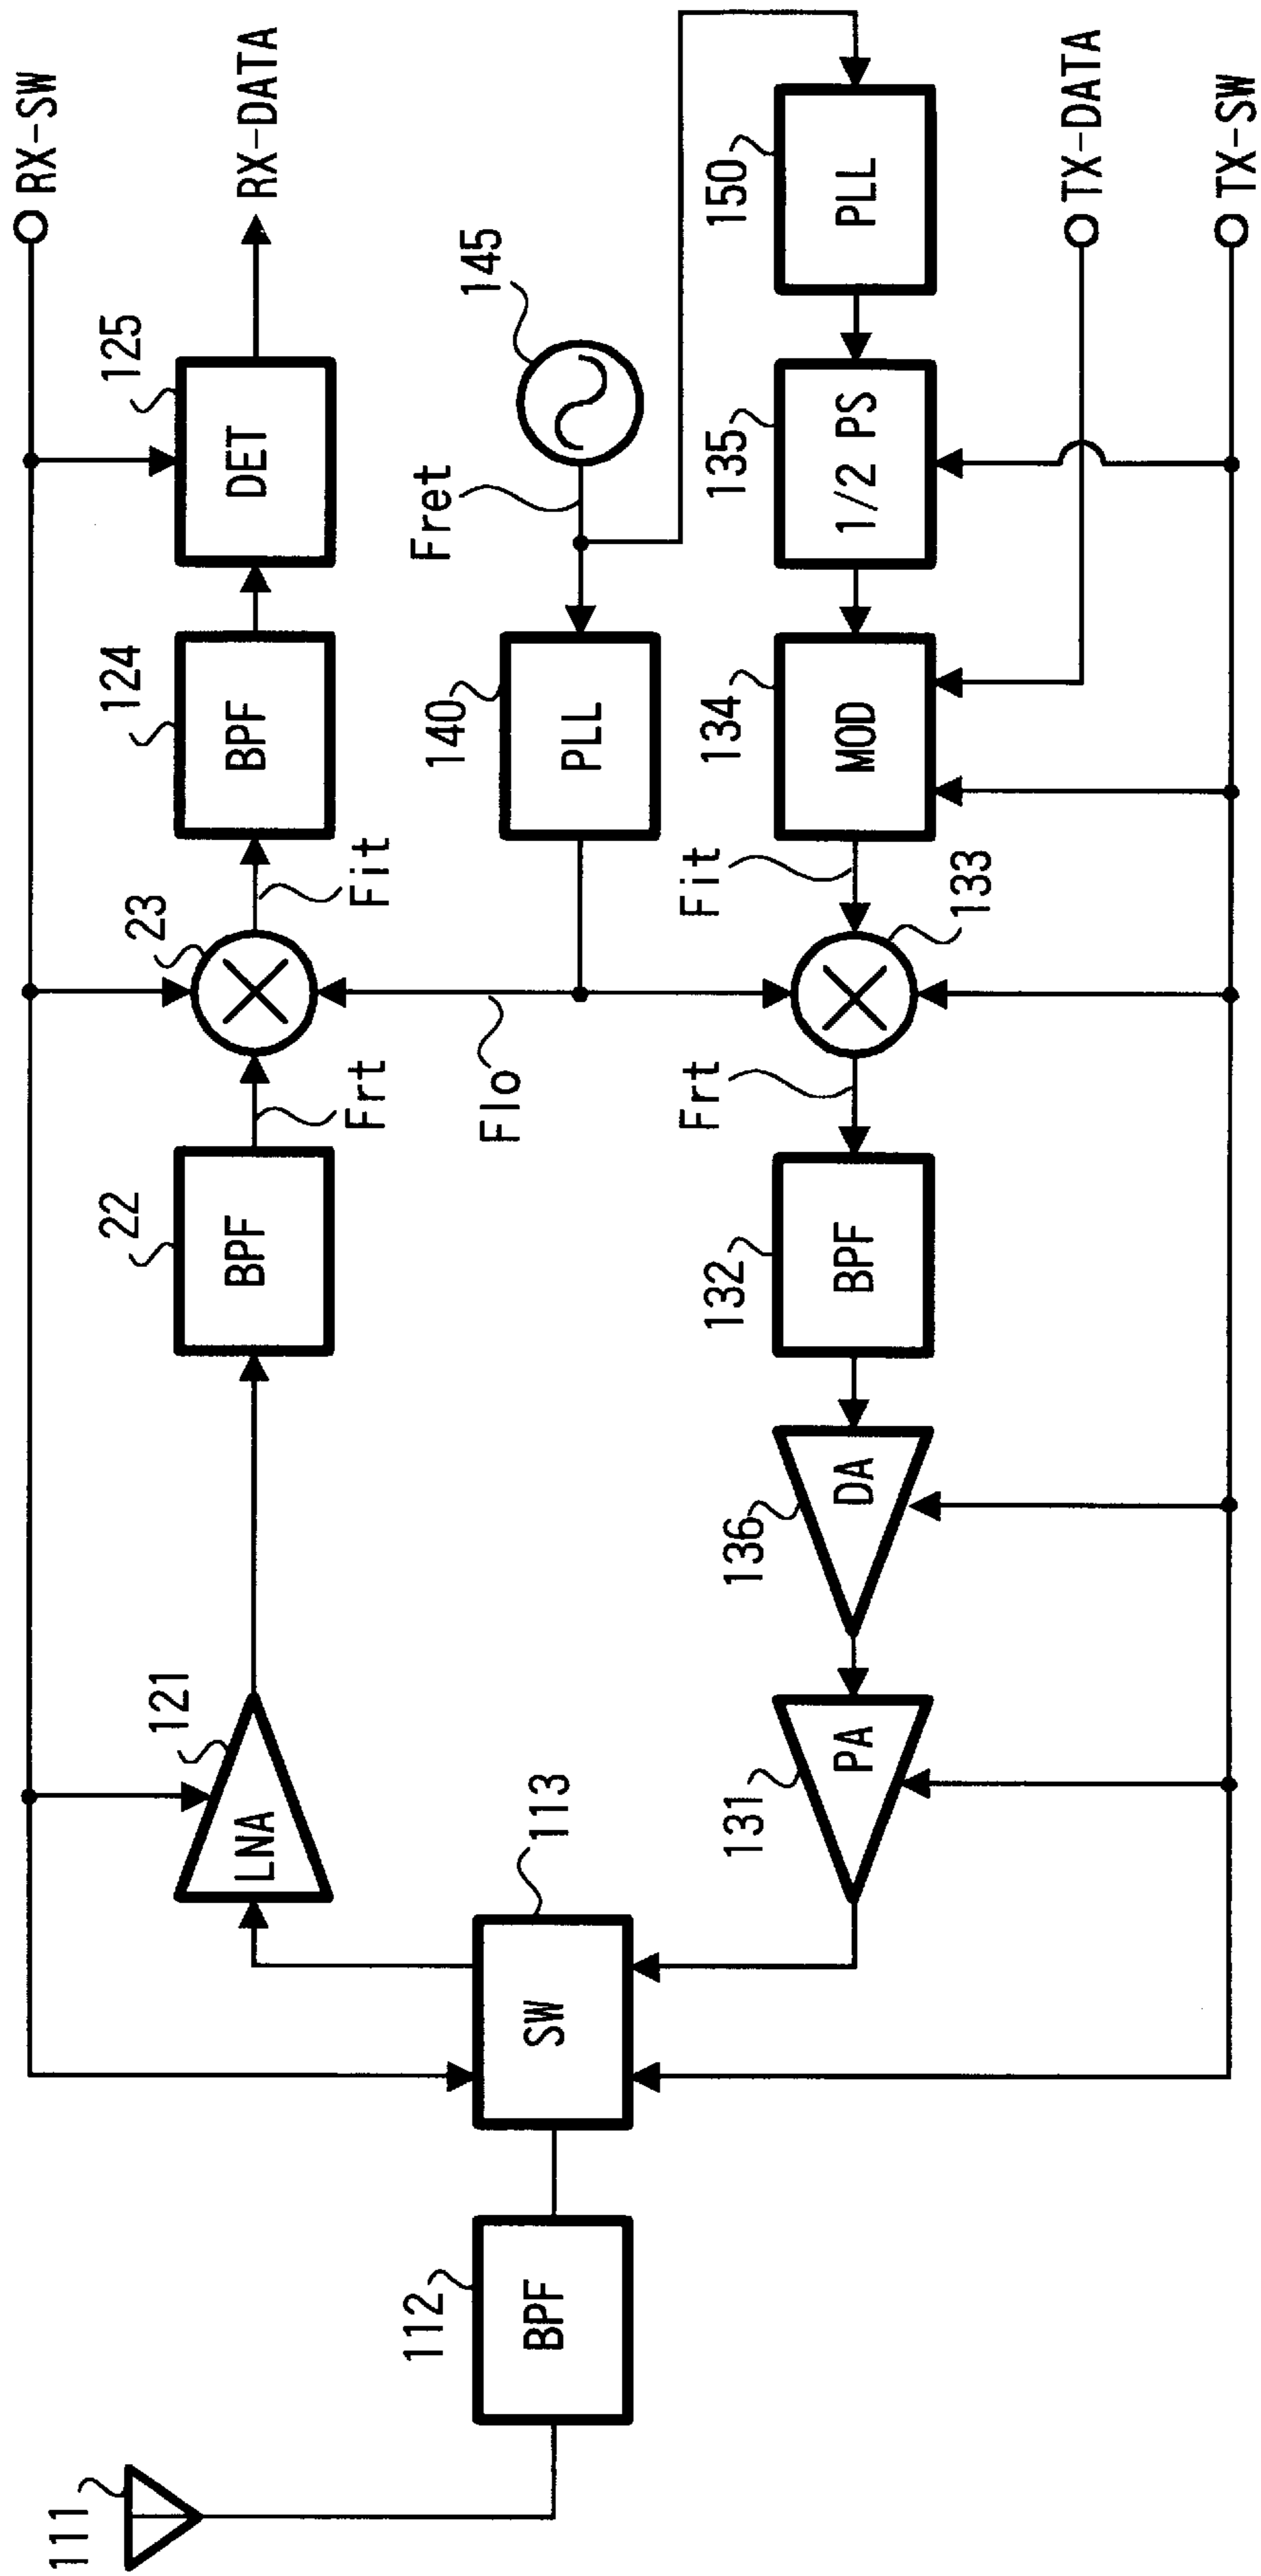 RX-SW
121
LNA
22
BPF
Frt
23
Fit
124
BPF
125
DET
RX-DATA
111
112
BPF
113
SW
Flo
140
PLL
Fret
145
131
PA
136
DA
132
BPF
Frt
133
Fit
134
MOD
135
1/2 PS
150
PLL
TX-DATA
TX-SW